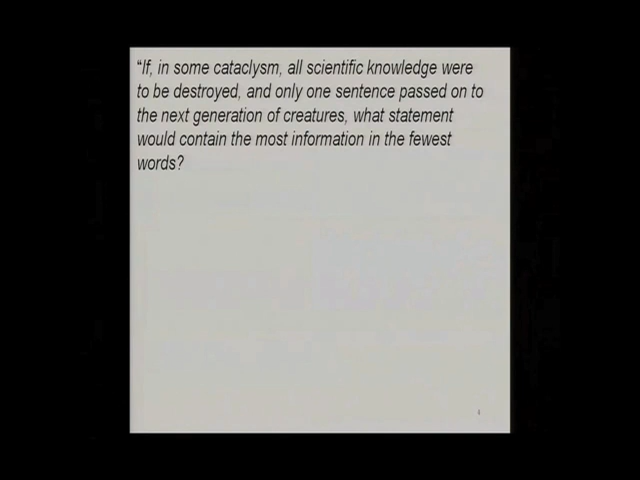 “If, in some cataclysm, all scientific knowledge were
to be destroyed, and only one sentence passed on to
the next generation of creatures, what statement
would contain the most information in the fewest
words?